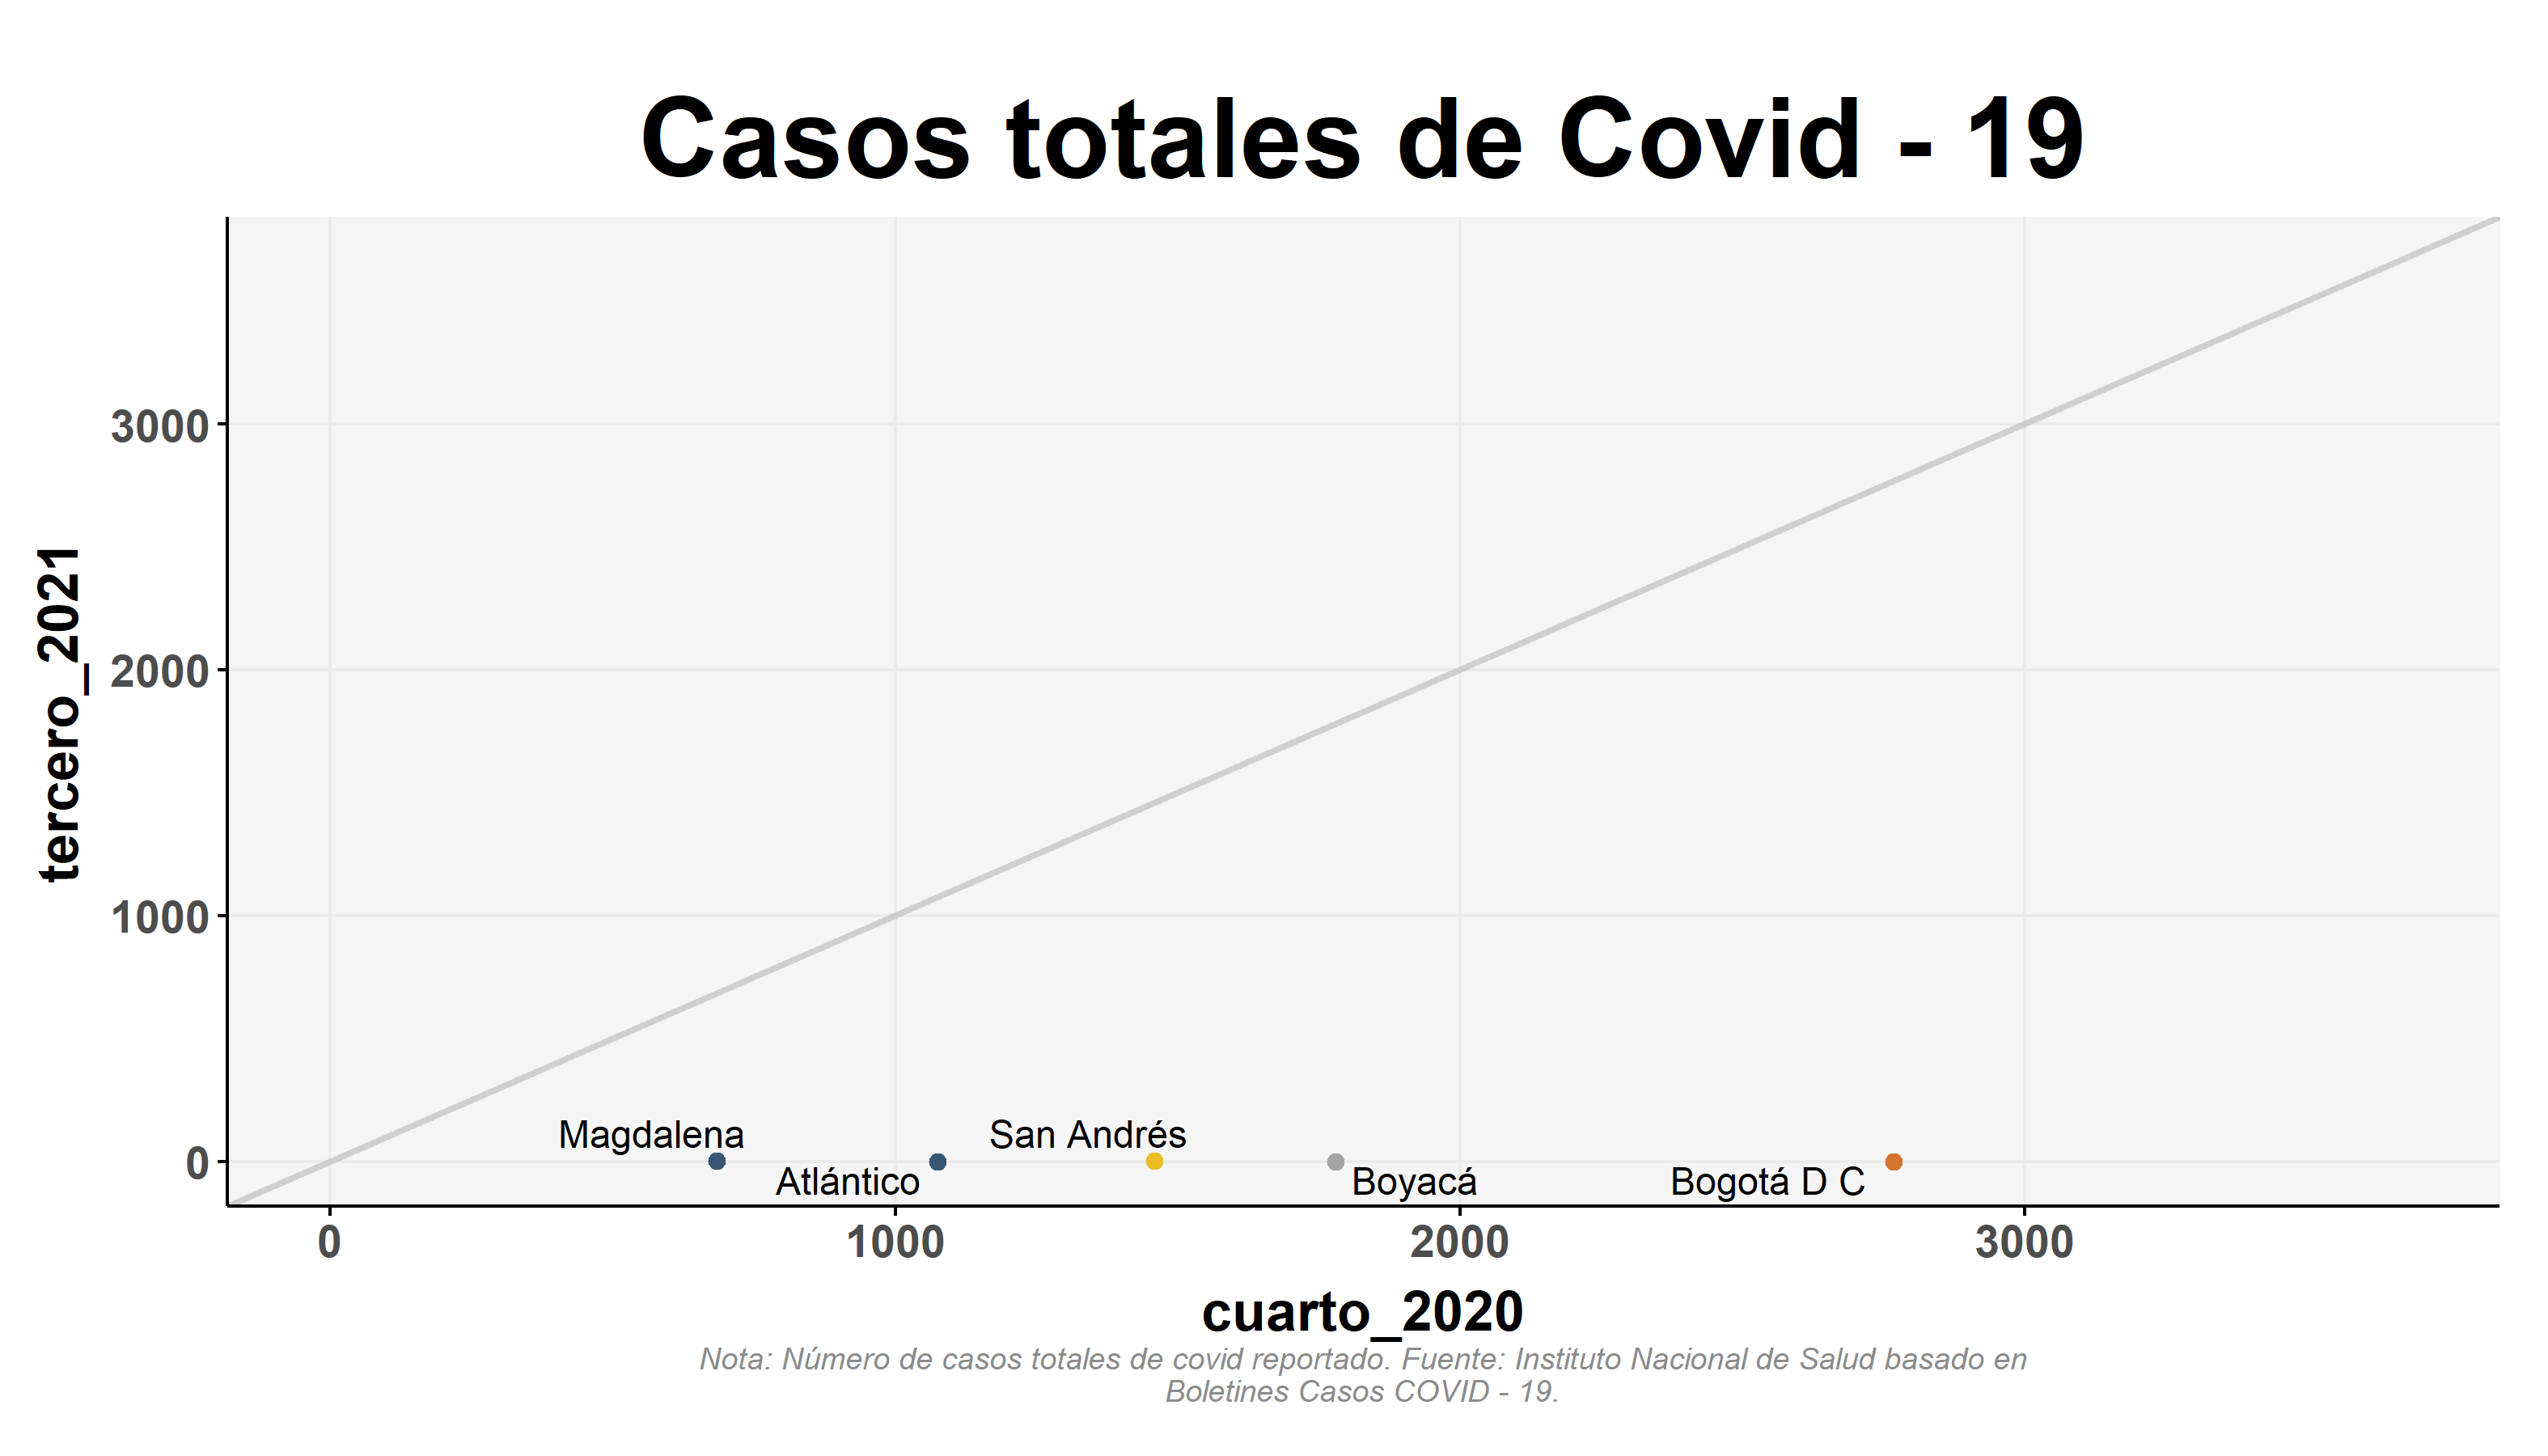 Casos totales de Covid - 19
tercero_2021
3000
2000
1000
0
Magdalena
San Andrés
Atlántico
Boyacá
Bogotá D C
0
1000
2000
3000
cuarto_2020
Nota: Número de casos totales de covid reportado. Fuente: Instituto Nacional de Salud basado en
Boletines Casos COVID - 19.